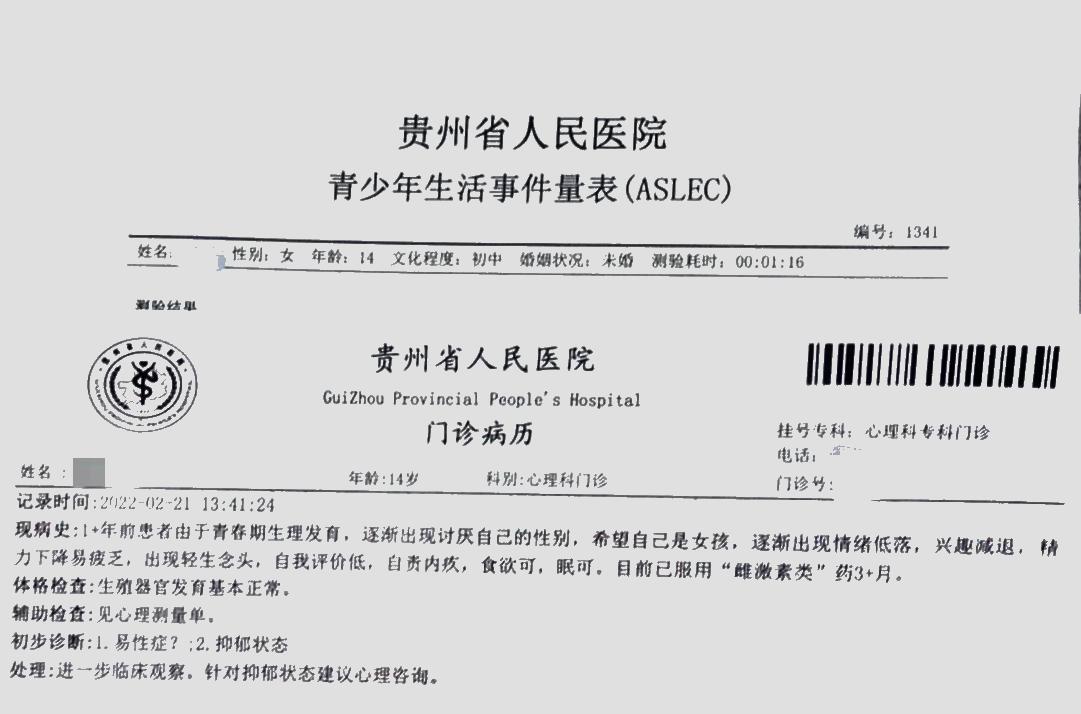 贵州省人民医院
青少年生活事件量表(ASLEC)
编号：1341
姓名: 性别：女 年龄：14 文化程度：初中 婚姻状况：未婚 测验耗时：00:01:16
测验结果
贵州省人民医院
GuiZhou Provincial People's Hospital
门诊病历
挂号专科：心理科专科门诊
电话：
姓名： 年龄:14岁 科别:心理科门诊 门诊号:
记录时间:2022-02-21 13:41:24
现病史:1+年前患者由于青春期生理发育，逐渐出现讨厌自己的性别，希望自己是女孩，逐渐出现情绪低落，兴趣减退，精
力下降易疲乏，出现轻生念头，自我评价低，自责内疚，食欲可，眠可。目前已服用“雌激素类”药3+月。
体格检查:生殖器官发育基本正常。
辅助检查:见心理测量单。
初步诊断:1.易性症？;2.抑郁状态
处理:进一步临床观察。针对抑郁状态建议心理咨询。